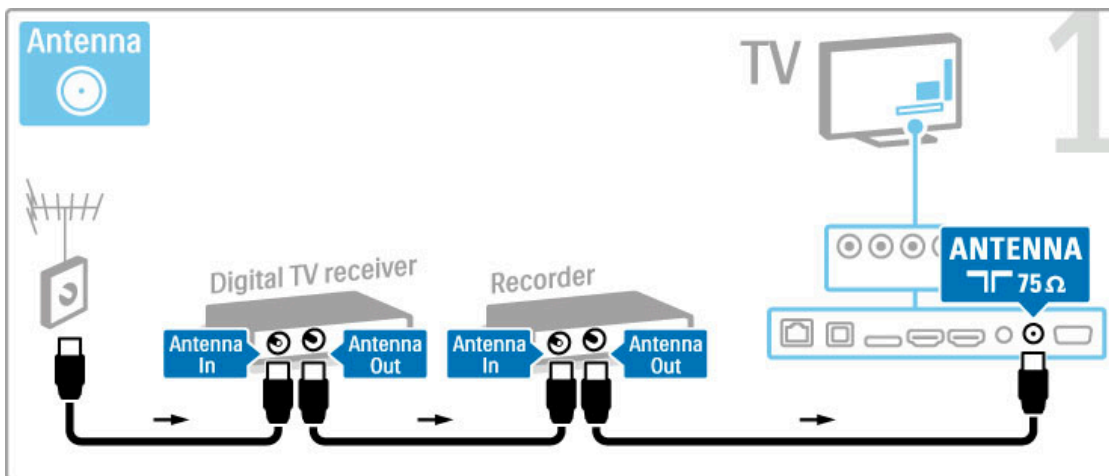 Antenna
TV
1
Digital TV receiver
Recorder
Antenna
In
Antenna
Out
Antenna
In
Antenna
Out
ANTENNA
75 Ω